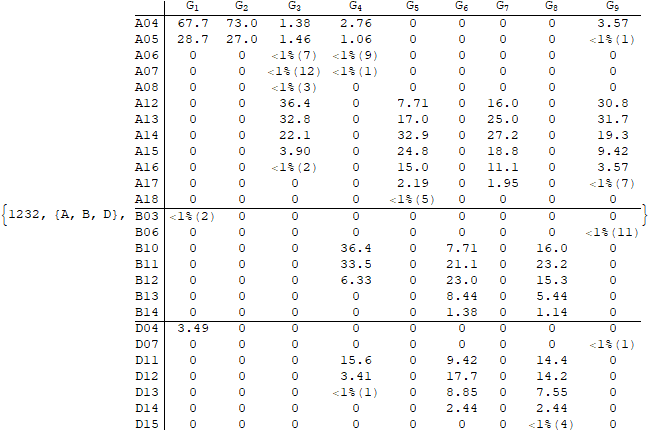 G1 G2 G3 G4 G5 G6 G7 G8 G9
A04 67.7 73.0 1.38 2.76 0 0 0 0 3.57
A05 28.7 27.0 1.46 1.06 0 0 0 0 <1%(1)
A06 0 0 <1%(7) <1%(9) 0 0 0 0 0
A07 0 0 <1%(12) <1%(1) 0 0 0 0 0
A08 0 0 <1%(3) 0 0 0 0 0 0
A12 0 0 36.4 0 7.71 0 16.0 0 30.8
A13 0 0 32.8 0 17.0 0 25.0 0 31.7
A14 0 0 22.1 0 32.9 0 27.2 0 19.3
A15 0 0 3.90 0 24.8 0 18.8 0 9.42
A16 0 0 <1%(2) 0 15.0 0 11.1 0 3.57
A17 0 0 0 0 2.19 0 1.95 0 <1%(7)
A18 0 0 0 0 <1%(5) 0 0 0 0
{1232, {A, B, D}, B03 <1%(2) 0 0 0 0 0 0 0 0 }
B06 0 0 0 0 0 0 0 0 <1%(11)
B10 0 0 0 36.4 0 7.71 0 16.0 0
B11 0 0 0 33.5 0 21.1 0 23.2 0
B12 0 0 0 6.33 0 23.0 0 15.3 0
B13 0 0 0 0 0 8.44 0 5.44 0
B14 0 0 0 0 0 1.38 0 1.14 0
D04 3.49 0 0 0 0 0 0 0 0
D07 0 0 0 0 0 0 0 0 <1%(1)
D11 0 0 0 15.6 0 9.42 0 14.4 0
D12 0 0 0 3.41 0 17.7 0 14.2 0
D13 0 0 0 <1%(1) 0 8.85 0 7.55 0
D14 0 0 0 0 0 2.44 0 2.44 0
D15 0 0 0 0 0 0 0 <1%(4) 0